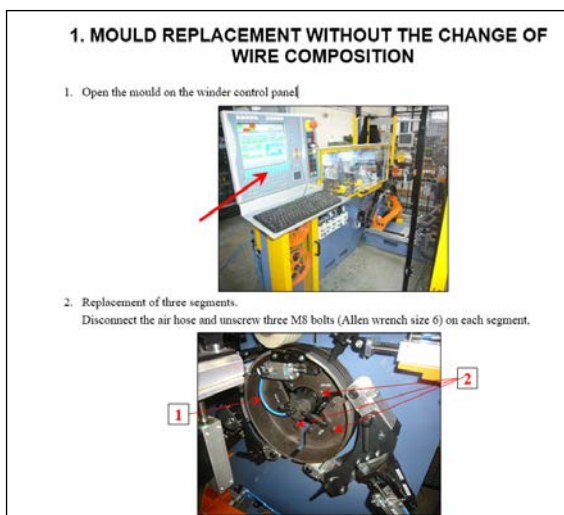 1. MOULD REPLACEMENT WITHOUT THE CHANGE OF
WIRE COMPOSITION
1. Open the mould on the winder control panel
2. Replacement of three segments.
Disconnect the air hose and unscrew three M8 bolts (Allen wrench size 6) on each segment.
1
2